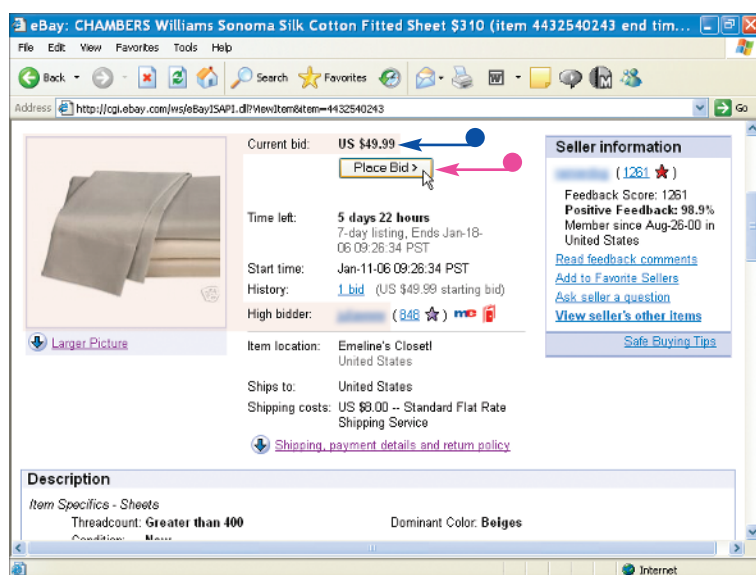 eBay: CHAMBERS Williams Sonoma Silk Cotton Fitted Sheet $310 (item 4432540243 end tim...
File Edit View Favorites Tools Help
Back Search Favorites
Address http://cgi.ebay.com/ws/eBayISAPI.dll?ViewItem&item=4432540243 Go
Current bid: US $49.99
Place Bid >
Time left: 5 days 22 hours
7-day listing, Ends Jan-18-
06 09:26:34 PST
Start time: Jan-11-06 09:26:34 PST
History: 1 bid (US $49.99 starting bid)
High bidder: ( 848 ) me
Larger Picture
Item location: Emeline's Closet!
United States
Ships to: United States
Shipping costs: US $8.00 -- Standard Flat Rate
Shipping Service
Shipping, payment details and return policy
Seller information
( 1261 )
Feedback Score: 1261
Positive Feedback: 98.9%
Member since Aug-26-00 in
United States
Read feedback comments
Add to Favorite Sellers
Ask seller a question
View seller's other items
Safe Buying Tips
Description
Item Specifics - Sheets
Threadcount: Greater than 400 Dominant Color: Beiges
Condition: New
Internet